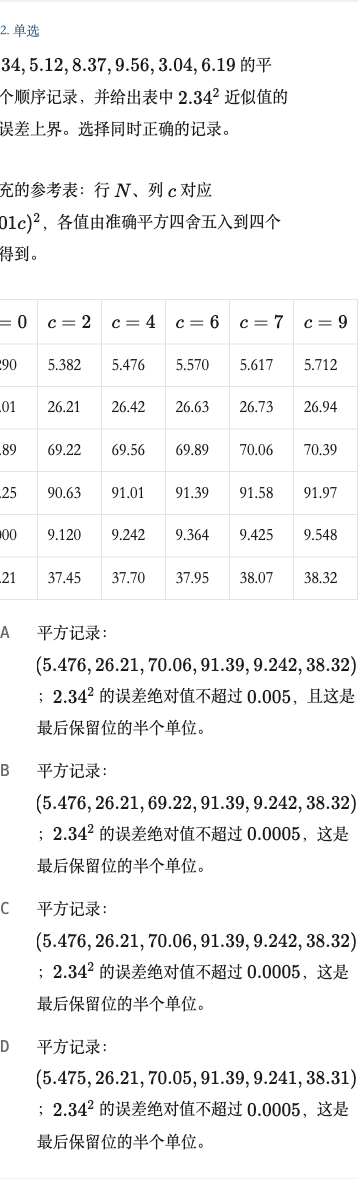 2. 单选
34, 5.12, 8.37, 9.56, 3.04, 6.19 的平
个顺序记录，并给出表中 2.34² 近似值的
误差上界。选择同时正确的记录。
充的参考表：行 N、列 c 对应
01c)²，各值由准确平方四舍五入到四个
得到。
= 0 c = 2 c = 4 c = 6 c = 7 c = 9
290 5.382 5.476 5.570 5.617 5.712
.01 26.21 26.42 26.63 26.73 26.94
.89 69.22 69.56 69.89 70.06 70.39
.25 90.63 91.01 91.39 91.58 91.97
000 9.120 9.242 9.364 9.425 9.548
.21 37.45 37.70 37.95 38.07 38.32
A 平方记录：
(5.476, 26.21, 70.06, 91.39, 9.242, 38.32)
；2.34² 的误差绝对值不超过 0.005，且这是
最后保留位的半个单位。
B 平方记录：
(5.476, 26.21, 69.22, 91.39, 9.242, 38.32)
；2.34² 的误差绝对值不超过 0.0005，这是
最后保留位的半个单位。
C 平方记录：
(5.476, 26.21, 70.06, 91.39, 9.242, 38.32)
；2.34² 的误差绝对值不超过 0.0005，这是
最后保留位的半个单位。
D 平方记录：
(5.475, 26.21, 70.05, 91.39, 9.241, 38.31)
；2.34² 的误差绝对值不超过 0.0005，这是
最后保留位的半个单位。